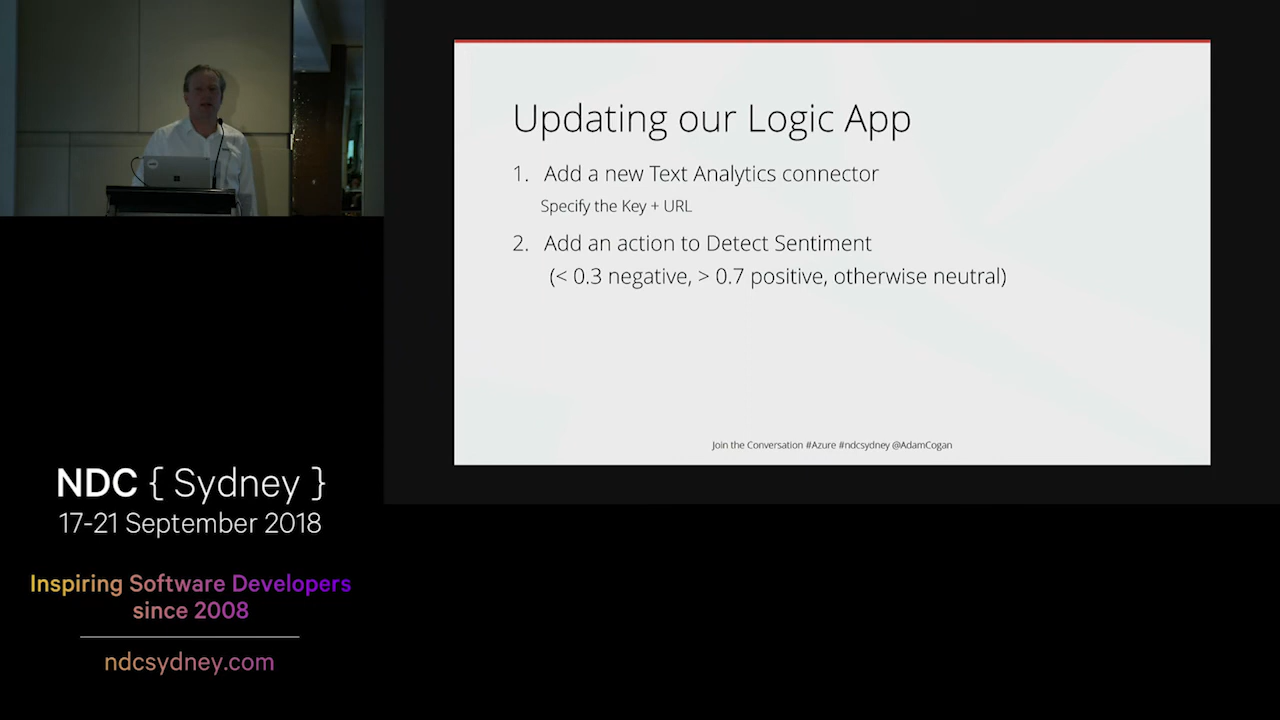 Updating our Logic App
1. Add a new Text Analytics connector
Specify the Key + URL
2. Add an action to Detect Sentiment
(< 0.3 negative, > 0.7 positive, otherwise neutral)
Join the Conversation #Azure #ndcsydney @AdamCogan
NDC { Sydney }
17-21 September 2018
Inspiring Software Developers
since 2008
ndcsydney.com